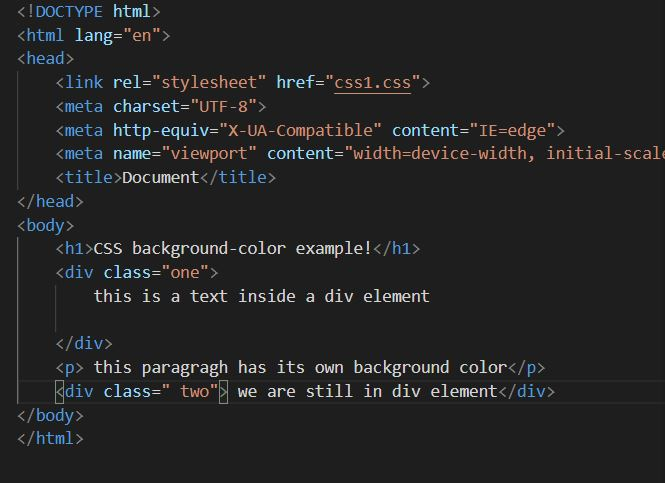 <!DOCTYPE html>
<html lang="en">
<head>
    <link rel="stylesheet" href="css1.css">
    <meta charset="UTF-8">
    <meta http-equiv="X-UA-Compatible" content="IE=edge">
    <meta name="viewport" content="width=device-width, initial-scale
    <title>Document</title>
</head>
<body>
    <h1>CSS background-color example!</h1>
    <div class="one">
        this is a text inside a div element
    </div>
    <p> this paragragh has its own background color</p>
    <div class=" two"> we are still in div element</div>
</body>
</html>